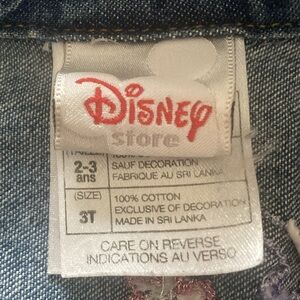 Disney
store
2-3
ans
SAUF DECORATION
FABRIQUE AU SRI LANKA
(SIZE)
3T
100% COTTON
EXCLUSIVE OF DECORATION
MADE IN SRI LANKA
CARE ON REVERSE
INDICATIONS AU VERSO